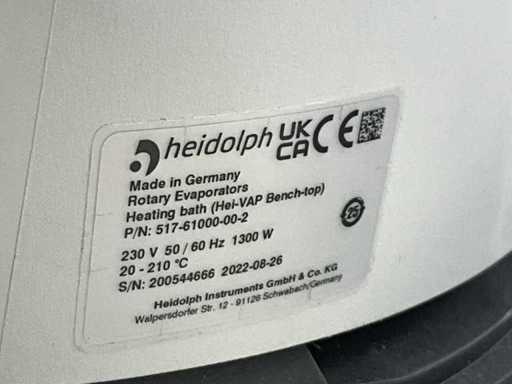 heidolph UK CA CE
Made in Germany
Rotary Evaporators
Heating bath (Hei-VAP Bench-top)
P/N: 517-61000-00-2
25
230 V 50 / 60 Hz 1300 W
20 - 210 °C
S/N: 200544666 2022-08-26
Heidolph Instruments GmbH & Co. KG
Walpersdorfer Str. 12 - 91126 Schwabach/Germany